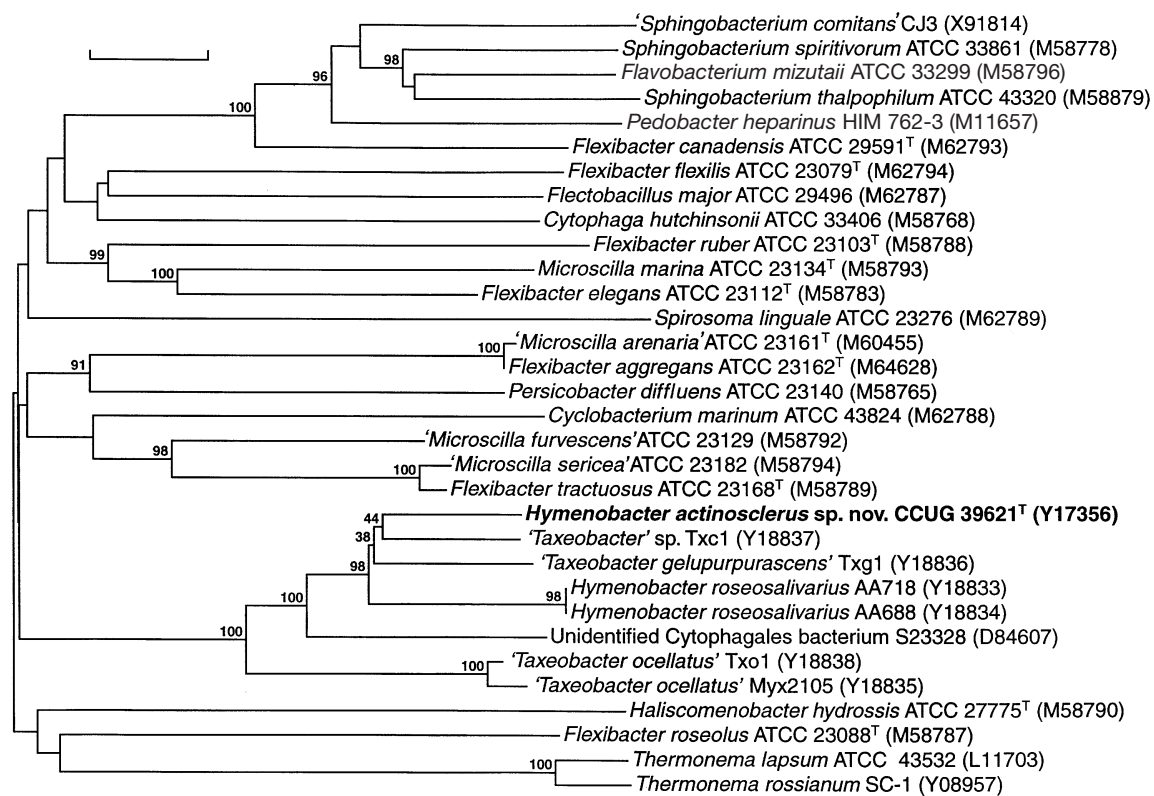 'Sphingobacterium comitans' CJ3 (X91814)
Sphingobacterium spiritivorum ATCC 33861 (M58778)
98
Flavobacterium mizutaii ATCC 33299 (M58796)
96
Sphingobacterium thalpophilum ATCC 43320 (M58879)
100
Pedobacter heparinus HIM 762-3 (M11657)
Flexibacter canadensis ATCC 29591ᵀ (M62793)
Flexibacter flexilis ATCC 23079ᵀ (M62794)
Flectobacillus major ATCC 29496 (M62787)
Cytophaga hutchinsonii ATCC 33406 (M58768)
Flexibacter ruber ATCC 23103ᵀ (M58788)
99
Microscilla marina ATCC 23134ᵀ (M58793)
100
Flexibacter elegans ATCC 23112ᵀ (M58783)
Spirosoma linguale ATCC 23276 (M62789)
'Microscilla arenaria' ATCC 23161ᵀ (M60455)
100
Flexibacter aggregans ATCC 23162ᵀ (M64628)
91
Persicobacter diffluens ATCC 23140 (M58765)
Cyclobacterium marinum ATCC 43824 (M62788)
'Microscilla furvescens' ATCC 23129 (M58792)
98
'Microscilla sericea' ATCC 23182 (M58794)
100
Flexibacter tractuosus ATCC 23168ᵀ (M58789)
Hymenobacter actinosclerus sp. nov. CCUG 39621ᵀ (Y17356)
44
'Taxeobacter' sp. Txc1 (Y18837)
38
'Taxeobacter gelupurpurascens' Txg1 (Y18836)
98
Hymenobacter roseosalivarius AA718 (Y18833)
98
Hymenobacter roseosalivarius AA688 (Y18834)
100
Unidentified Cytophagales bacterium S23328 (D84607)
100
'Taxeobacter ocellatus' Txo1 (Y18838)
100
'Taxeobacter ocellatus' Myx2105 (Y18835)
Haliscomenobacter hydrossis ATCC 27775ᵀ (M58790)
Flexibacter roseolus ATCC 23088ᵀ (M58787)
Thermonema lapsum ATCC 43532 (L11703)
100
Thermonema rossianum SC-1 (Y08957)